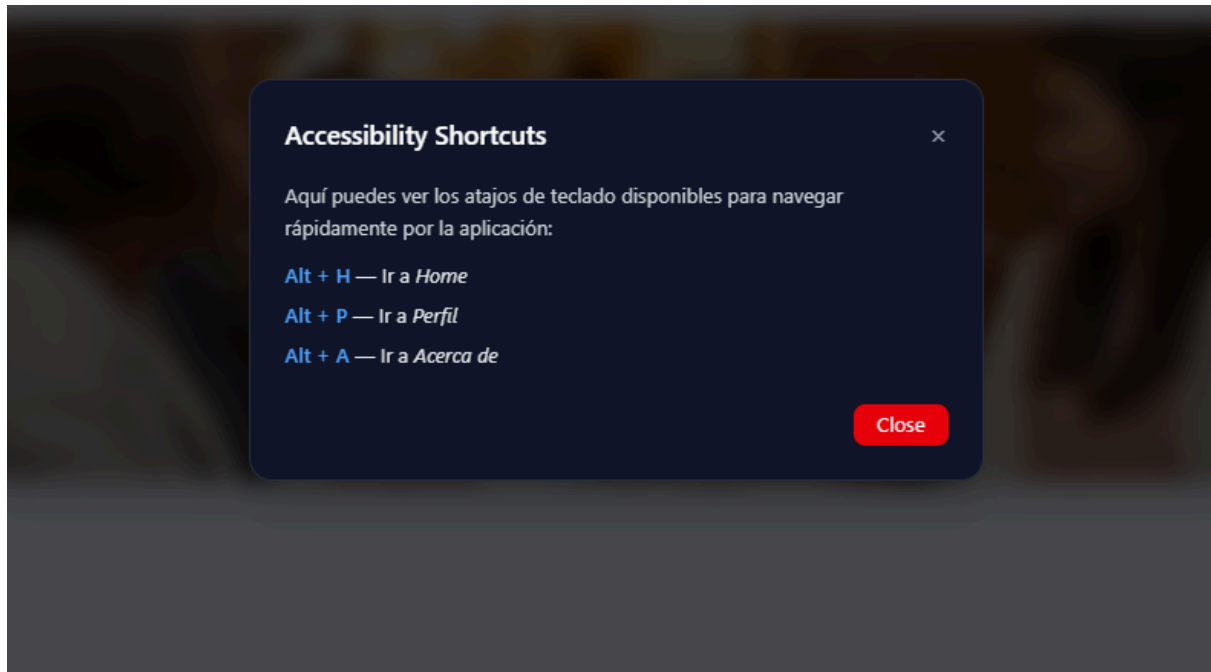 Accessibility Shortcuts
×
Aquí puedes ver los atajos de teclado disponibles para navegar
rápidamente por la aplicación:
Alt + H — Ir a Home
Alt + P — Ir a Perfil
Alt + A — Ir a Acerca de
Close